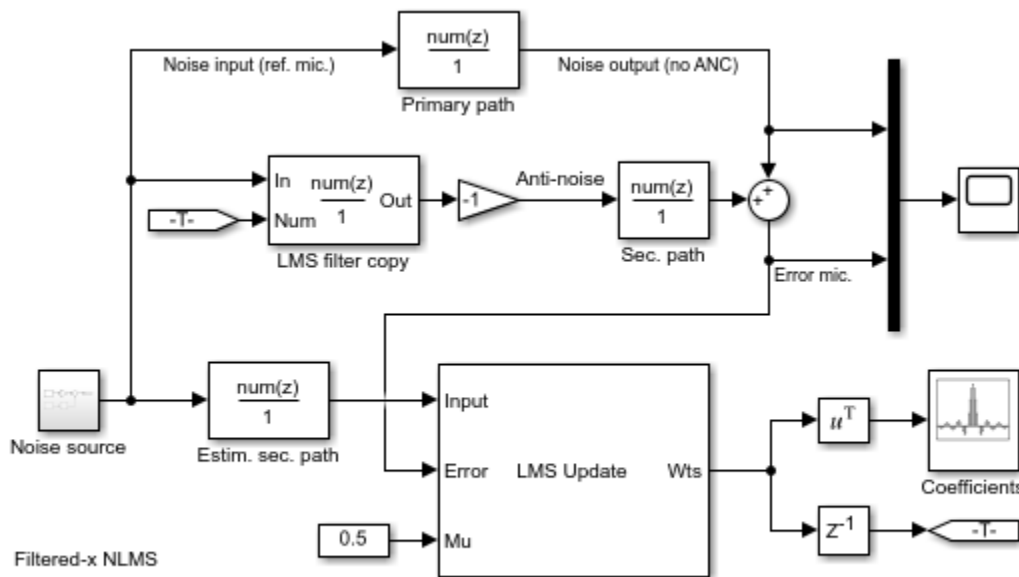 num(z)
1
Noise input (ref. mic.)
Noise output (no ANC)
Primary path
In
num(z)
1
Out
Num
-T-
LMS filter copy
-1
Anti-noise
num(z)
1
Sec. path
+
+
Error mic.
Noise source
num(z)
1
Estim. sec. path
Input
Error
LMS Update
Wts
Mu
0.5
uT
Coefficients
Z-1
-T-
Filtered-x NLMS